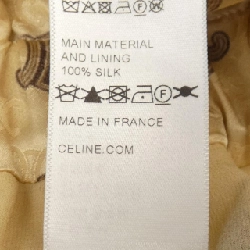 MAIN MATERIAL
AND LINING
100% SILK
MADE IN FRANCE
CELINE.COM